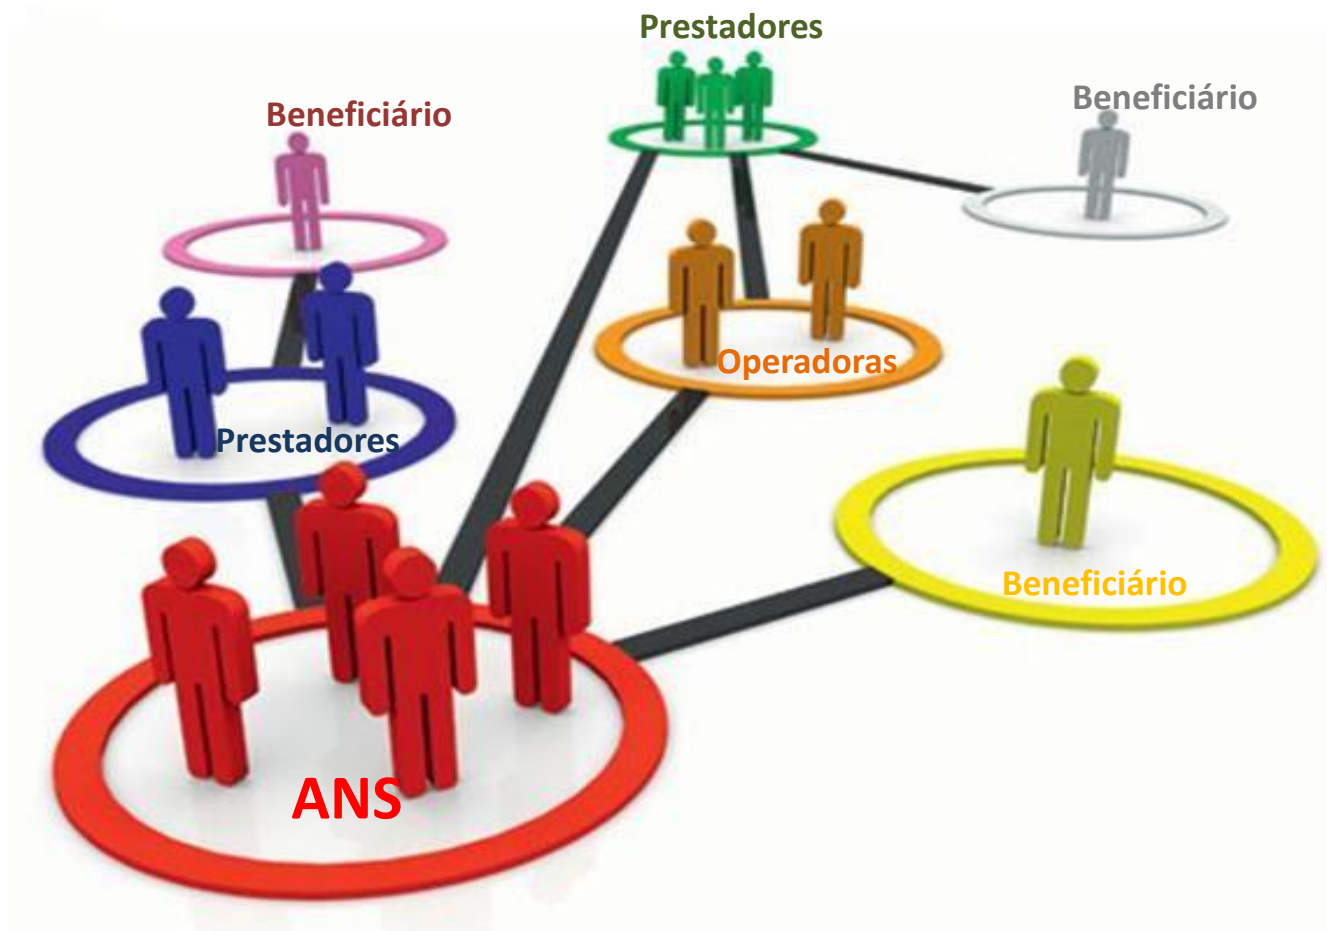 Prestadores
Beneficiário
Beneficiário
Operadoras
Prestadores
Beneficiário
ANS